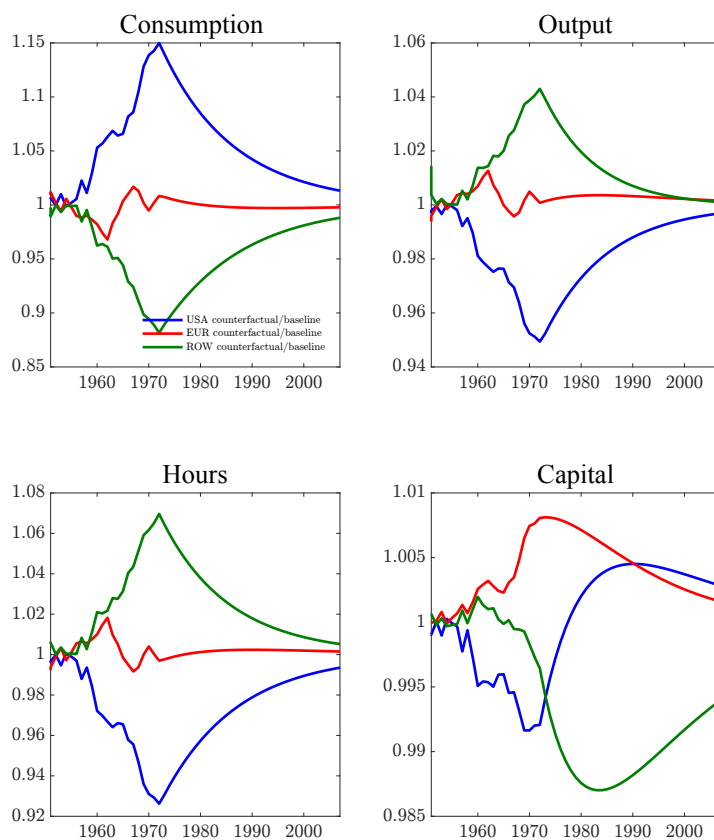 Consumption
1.15
1.1
1.05
1
0.95
0.9
0.85
USA counterfactual/baseline
EUR counterfactual/baseline
ROW counterfactual/baseline
1960 1970 1980 1990 2000
Output
1.06
1.04
1.02
1
0.98
0.96
0.94
1960 1970 1980 1990 2000
Hours
1.08
1.06
1.04
1.02
1
0.98
0.96
0.94
0.92
1960 1970 1980 1990 2000
Capital
1.01
1.005
1
0.995
0.99
0.985
1960 1970 1980 1990 2000